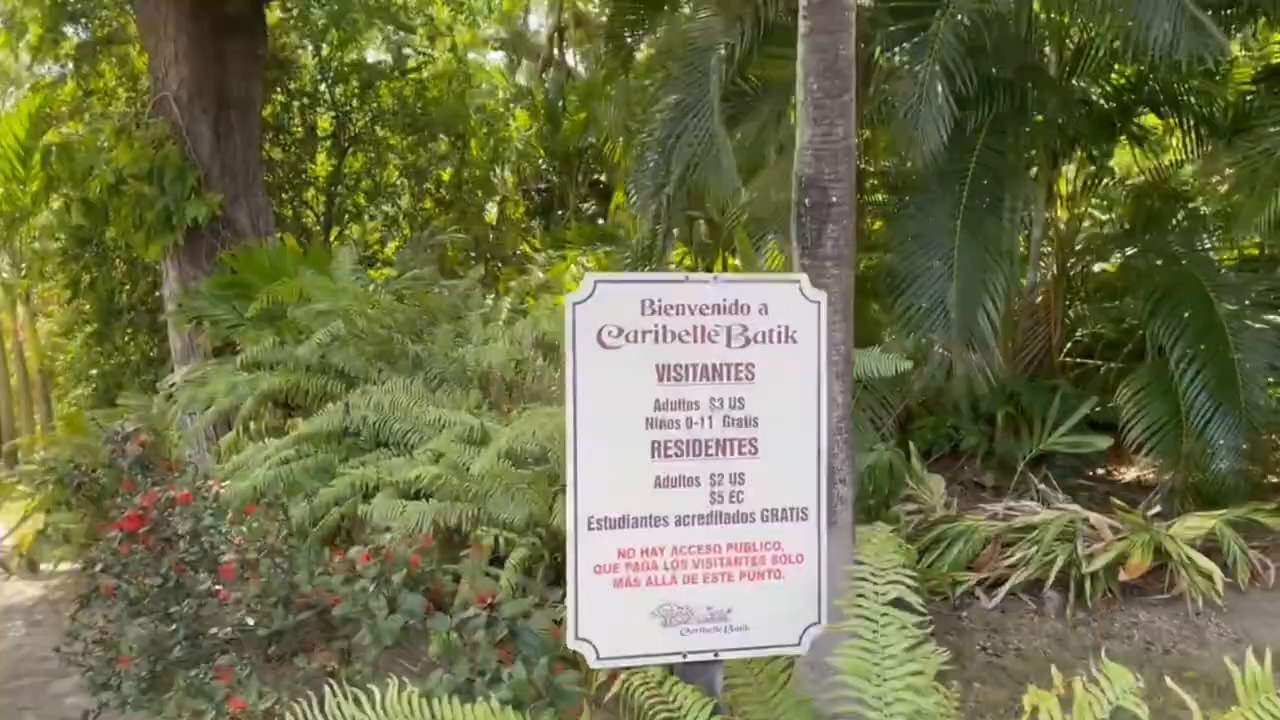 Bienvenido a
Caribelle Batik
VISITANTES
Adultos $3 US
Niños 0-11 Gratis
RESIDENTES
Adultos $2 US
$5 EC
Estudiantes acreditados GRATIS
NO HAY ACCESO PUBLICO,
QUE PAGA LOS VISITANTES SOLO
MÁS ALLÁ DE ESTE PUNTO.
Caribelle Batik